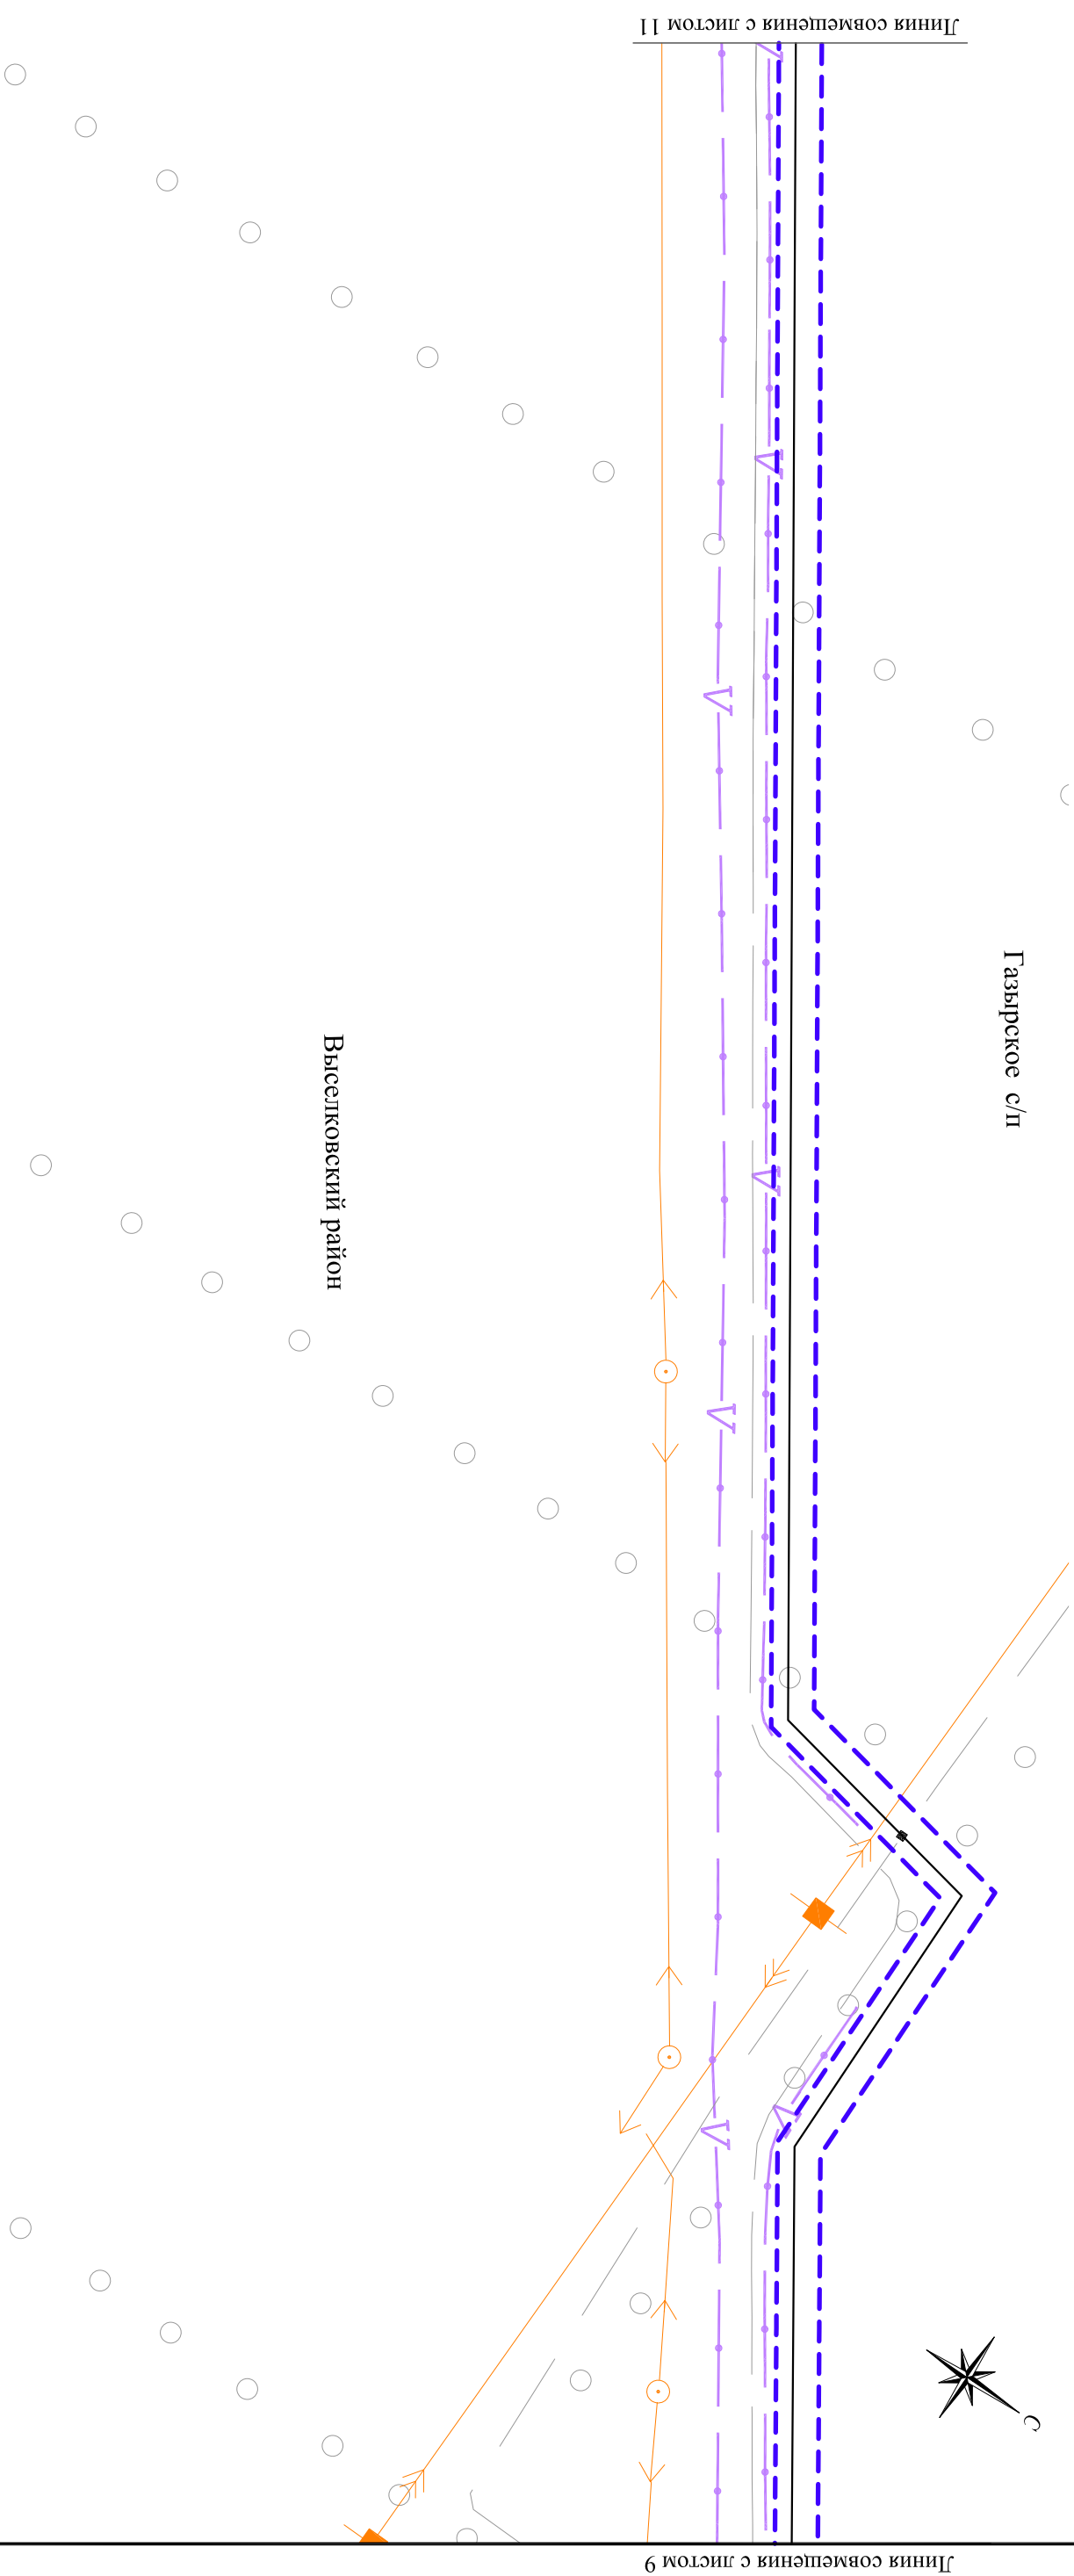 Линия совмещения с листом 11
Газырское с/п
Выселковский район
С
Линия совмещения с листом 9